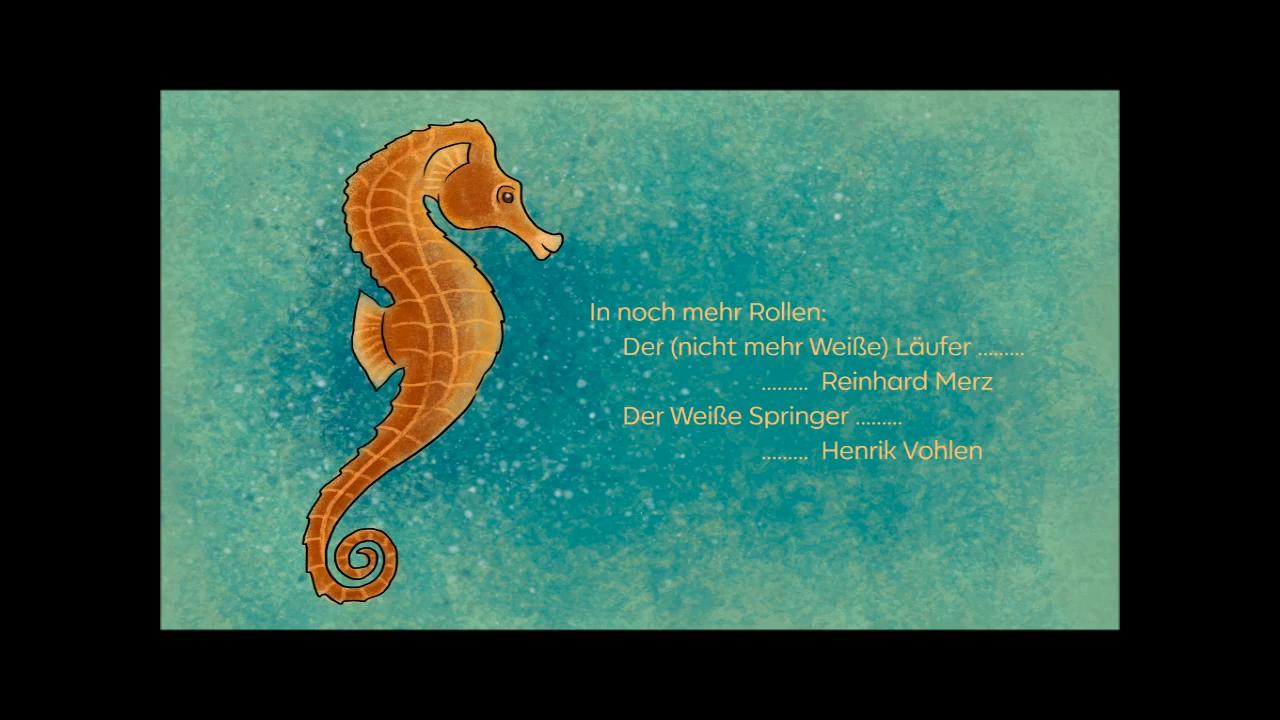 In noch mehr Rollen:
Der (nicht mehr Weiße) Läufer .........
......... Reinhard Merz
Der Weiße Springer .........
......... Henrik Vohlen